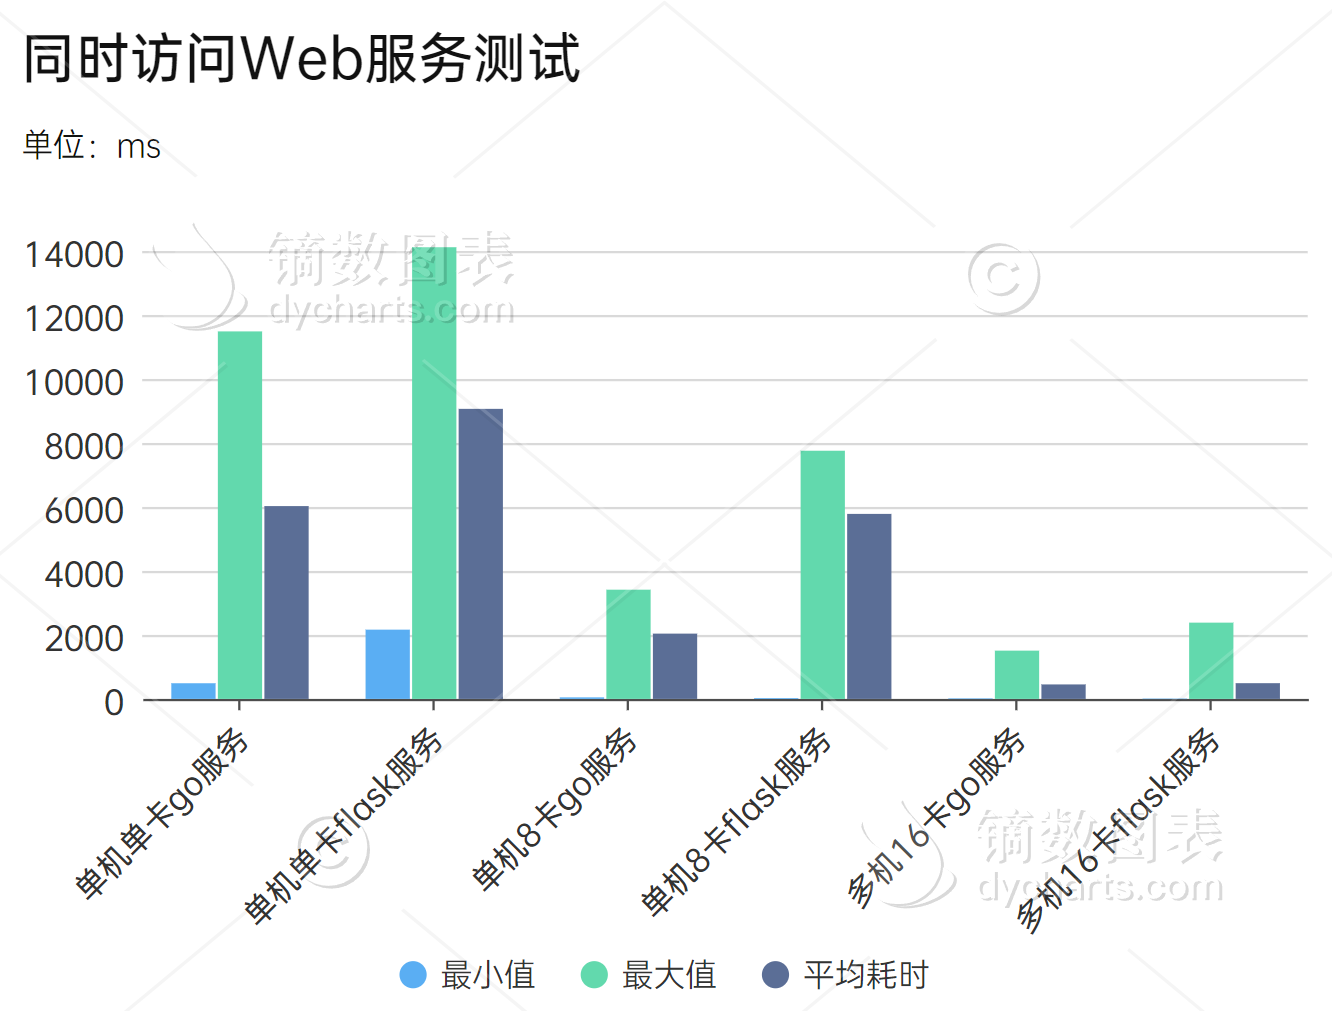 同时访问Web服务测试
单位：ms
镝数图表
dycharts.com
©
14000
12000
10000
8000
6000
4000
2000
0
单机单卡go服务
单机单卡flask服务
单机8卡go服务
单机8卡flask服务
多机16卡go服务
多机16卡flask服务
©
镝数图表
dycharts.com
最小值 最大值 平均耗时